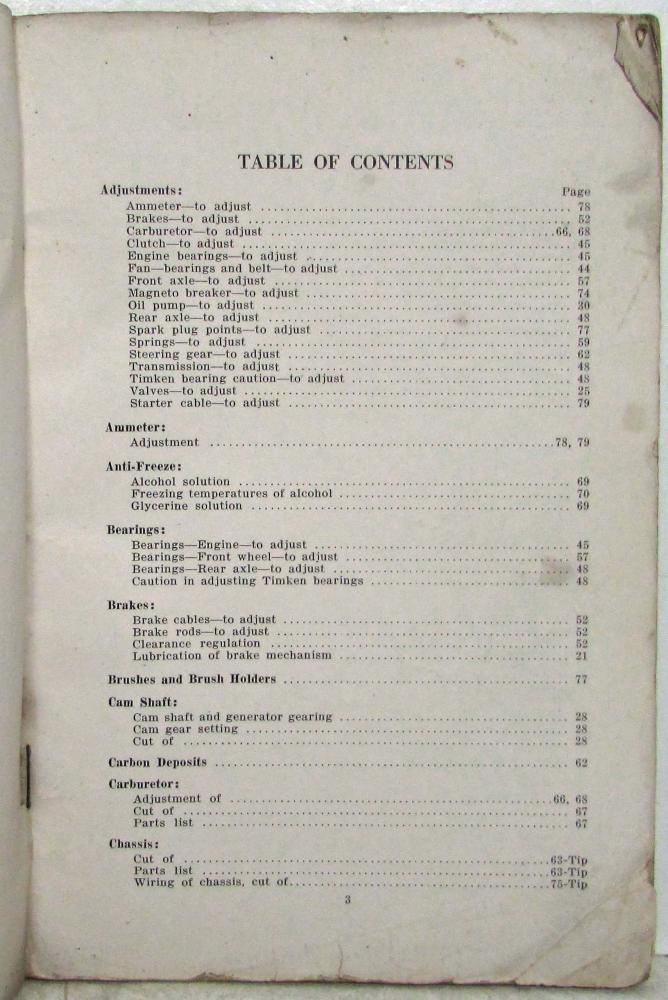 TABLE OF CONTENTS
Adjustments: Page
Ammeter—to adjust 78
Brakes—to adjust 52
Carburetor—to adjust 66, 68
Clutch—to adjust 45
Engine bearings—to adjust 45
Fan—bearings and belt—to adjust 44
Front axle—to adjust 57
Magneto breaker—to adjust 74
Oil pump—to adjust 30
Rear axle—to adjust 48
Spark plug points—to adjust 77
Springs—to adjust 59
Steering gear—to adjust 62
Transmission—to adjust 48
Timken bearing caution—to adjust 48
Valves—to adjust 25
Starter cable—to adjust 79
Ammeter:
Adjustment 78, 79
Anti-Freeze:
Alcohol solution 69
Freezing temperatures of alcohol 70
Glycerine solution 69
Bearings:
Bearings—Engine—to adjust 45
Bearings—Front wheel—to adjust 57
Bearings—Rear axle—to adjust 48
Caution in adjusting Timken bearings 48
Brakes:
Brake cables—to adjust 52
Brake rods—to adjust 52
Clearance regulation 52
Lubrication of brake mechanism 21
Brushes and Brush Holders 77
Cam Shaft:
Cam shaft and generator gearing 28
Cam gear setting 28
Cut of 28
Carbon Deposits 62
Carburetor:
Adjustment of 66, 68
Cut of 67
Parts list 67
Chassis:
Cut of 63-Tip
Parts list 63-Tip
Wiring of chassis, cut of 75-Tip
3